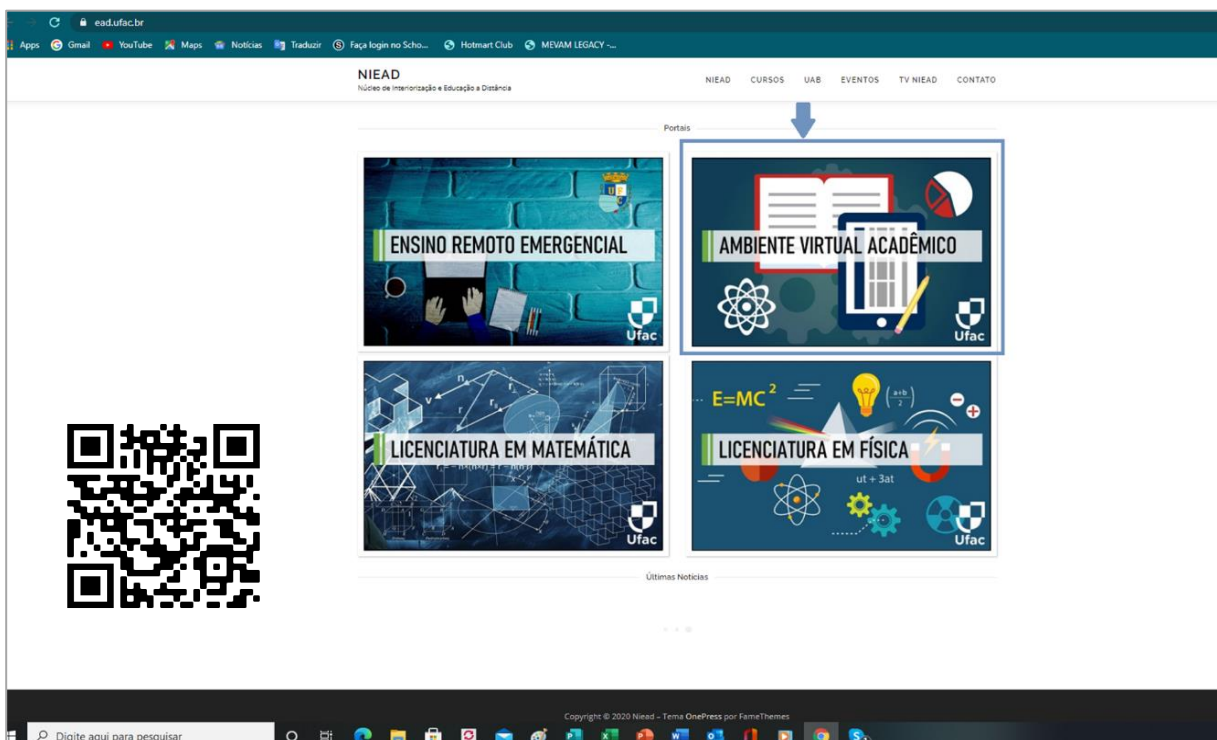 ead.ufac.br
Apps Gmail YouTube Maps Notícias Traduzir Faça login no Scho... Hotmart Club MEVAM LEGACY -...
NIEAD
Núcleo de Interiorização e Educação a Distância
NIEAD CURSOS UAB EVENTOS TV NIEAD CONTATO
Portais
ENSINO REMOTO EMERGENCIAL
Ufac
AMBIENTE VIRTUAL ACADÊMICO
Ufac
LICENCIATURA EM MATEMÁTICA
Ufac
E=MC²
LICENCIATURA EM FÍSICA
ut + 3at
Ufac
Últimas Notícias
Copyright © 2020 Niead – Tema OnePress por FameThemes
Digite aqui para pesquisar